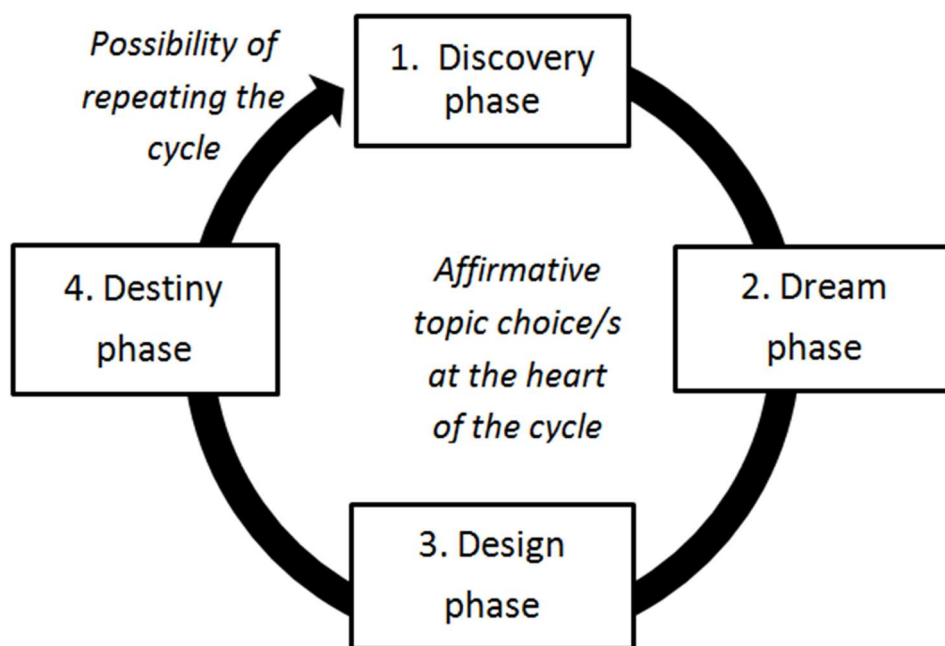 Possibility of
repeating the
cycle
1. Discovery
phase
2. Dream
phase
Affirmative
topic choice/s
at the heart
of the cycle
3. Design
phase
4. Destiny
phase